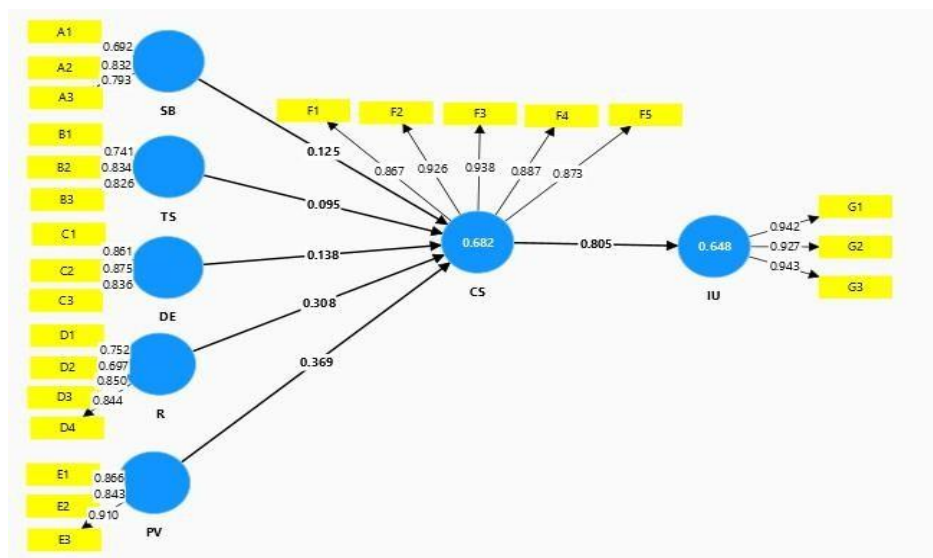 A1
0.692
A2
0.832
0.793
A3
SB
B1
0.741
B2
0.834
0.826
B3
TS
C1
0.861
C2
0.875
0.836
C3
DE
D1
0.752
D2
0.697
0.850
D3
0.844
D4
R
E1
0.866
0.843
E2
0.910
E3
PV
0.125
0.095
0.138
0.308
0.369
F1
F2
F3
F4
F5
0.867
0.926
0.938
0.887
0.873
0.682
CS
0.805
0.648
IU
G1
0.942
0.927
G2
0.943
G3